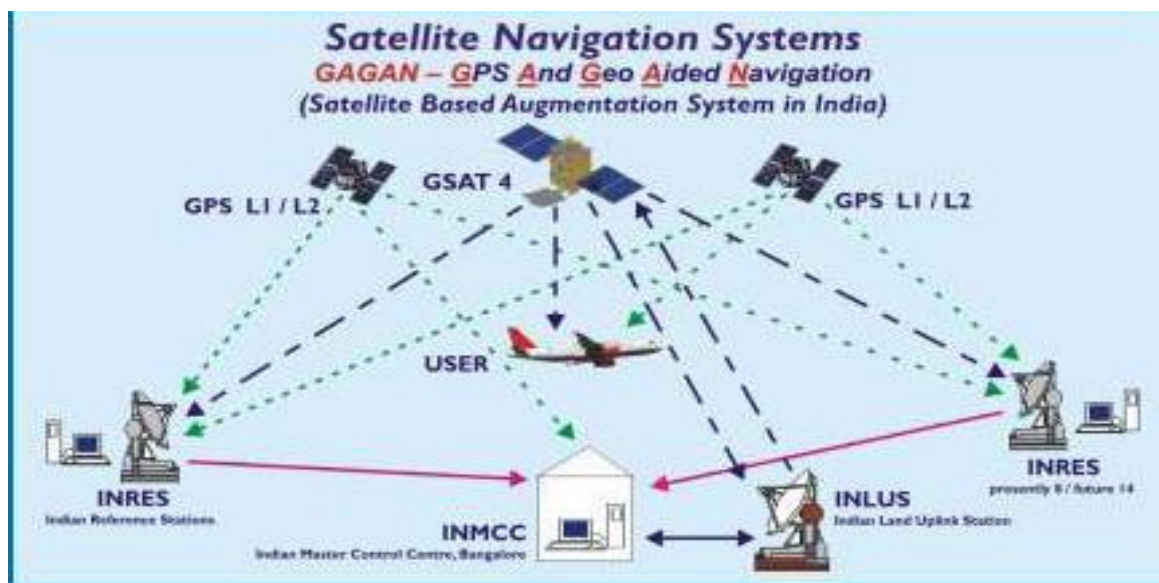 Satellite Navigation Systems
GAGAN – GPS And Geo Aided Navigation
(Satellite Based Augmentation System in India)
GPS L1 / L2
GSAT 4
GPS L1 / L2
USER
INRES
Indian Reference Stations
INMCC
Indian Master Control Centre, Bangalore
INLUS
Indian Land Uplink Station
INRES
presently 8 / future 14